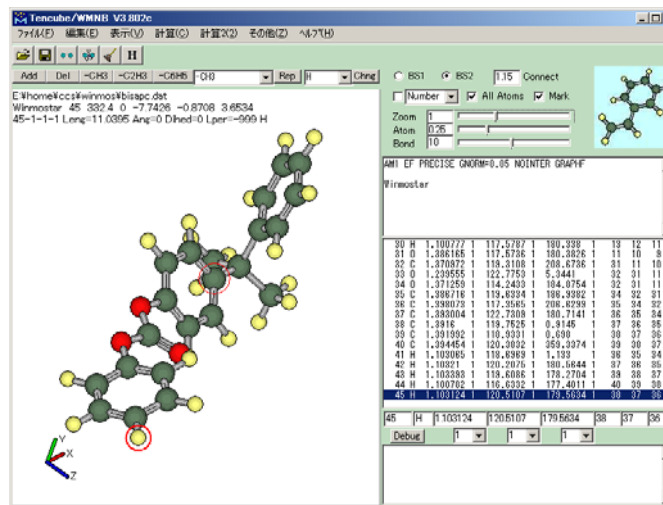 Tencube/WMNB V3.802c
ファイル(F) 編集(E) 表示(V) 計算(C) 計算2(2) その他(Z) ヘルプ(H)
H
Add Del -CH3 -C2H3 -C6H5 -CH3 Rep H Chng
BS1 BS2 1.15 Connect
Number All Atoms Mark
Zoom 1
Atom 0.25
Bond 10
E:¥home¥ccs¥winmos¥bisapc.dat
Winmostar 45 332.4 0 -7.7426 -0.8708 3.6534
45-1-1-1 Leng=11.0395 Ang=0 Dihed=0 Lper=-999 H
AM1 EF PRECISE GNORM=0.05 NOINTER GRAPHF
Winmostar
30 H 1.100777 1 117.5787 1 180.338 1 13 12 11
31 O 1.386165 1 117.5736 1 180.3826 1 11 10 9
32 C 1.370972 1 119.3108 1 208.6736 1 31 11 10
33 O 1.239555 1 122.7753 1 5.3441 1 32 31 11
34 O 1.371259 1 114.2433 1 184.0754 1 32 31 11
35 C 1.386716 1 119.6334 1 186.9382 1 34 32 31
36 C 1.398073 1 117.3565 1 206.6299 1 35 34 32
37 C 1.393004 1 122.7309 1 180.7141 1 36 35 34
38 C 1.3916 1 119.7525 1 0.9145 1 37 36 35
39 C 1.391992 1 118.9331 1 0.698 1 38 37 36
40 C 1.394454 1 120.3032 1 359.3374 1 39 38 37
41 H 1.103065 1 118.6969 1 1.133 1 36 35 34
42 H 1.10321 1 120.2075 1 180.5644 1 37 36 35
43 H 1.103393 1 119.6086 1 178.2704 1 39 38 37
44 H 1.100702 1 116.6332 1 177.4011 1 40 39 38
45 H 1.103124 1 120.5107 1 179.5634 1 38 37 36
45 H 1.103124 120.5107 179.5634 38 37 36
Debug 1 1 1
Y
X
Z